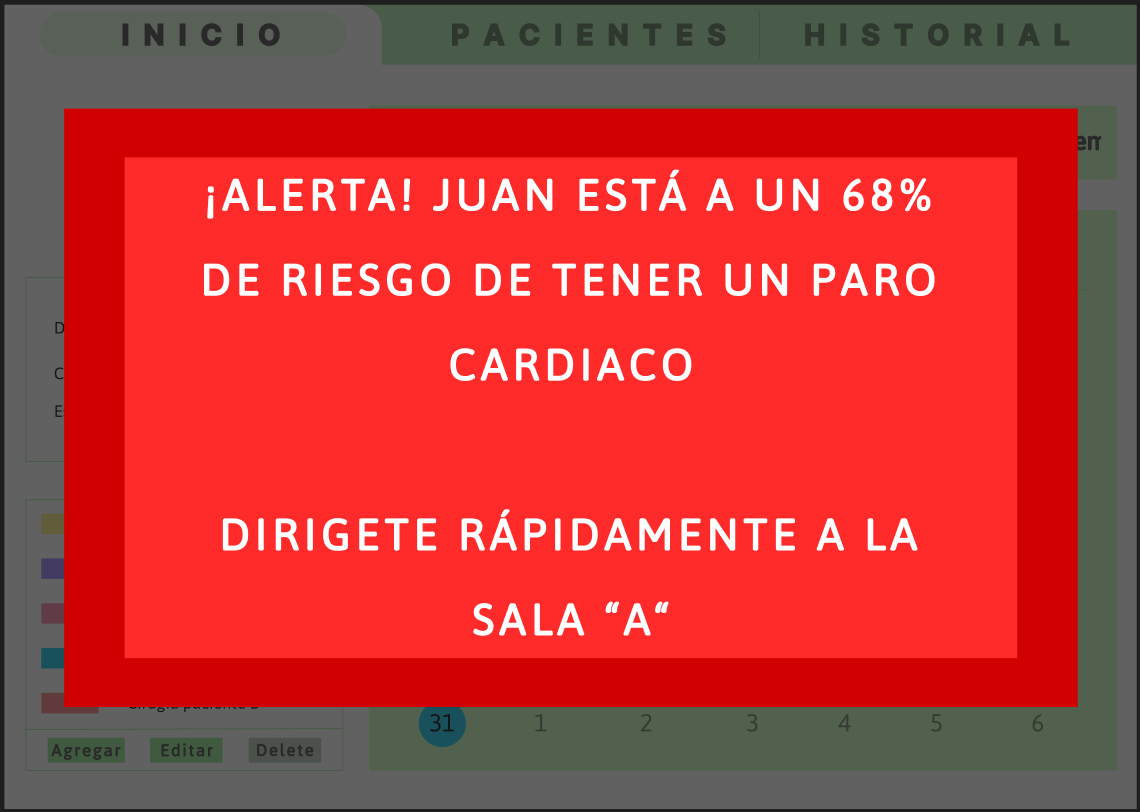 INICIO
PACIENTES
HISTORIAL
¡ALERTA! JUAN ESTÁ A UN 68%
DE RIESGO DE TENER UN PARO
CARDIACO
DIRIGETE RÁPIDAMENTE A LA
SALA “A“
31 1 2 3 4 5 6
Agregar Editar Delete